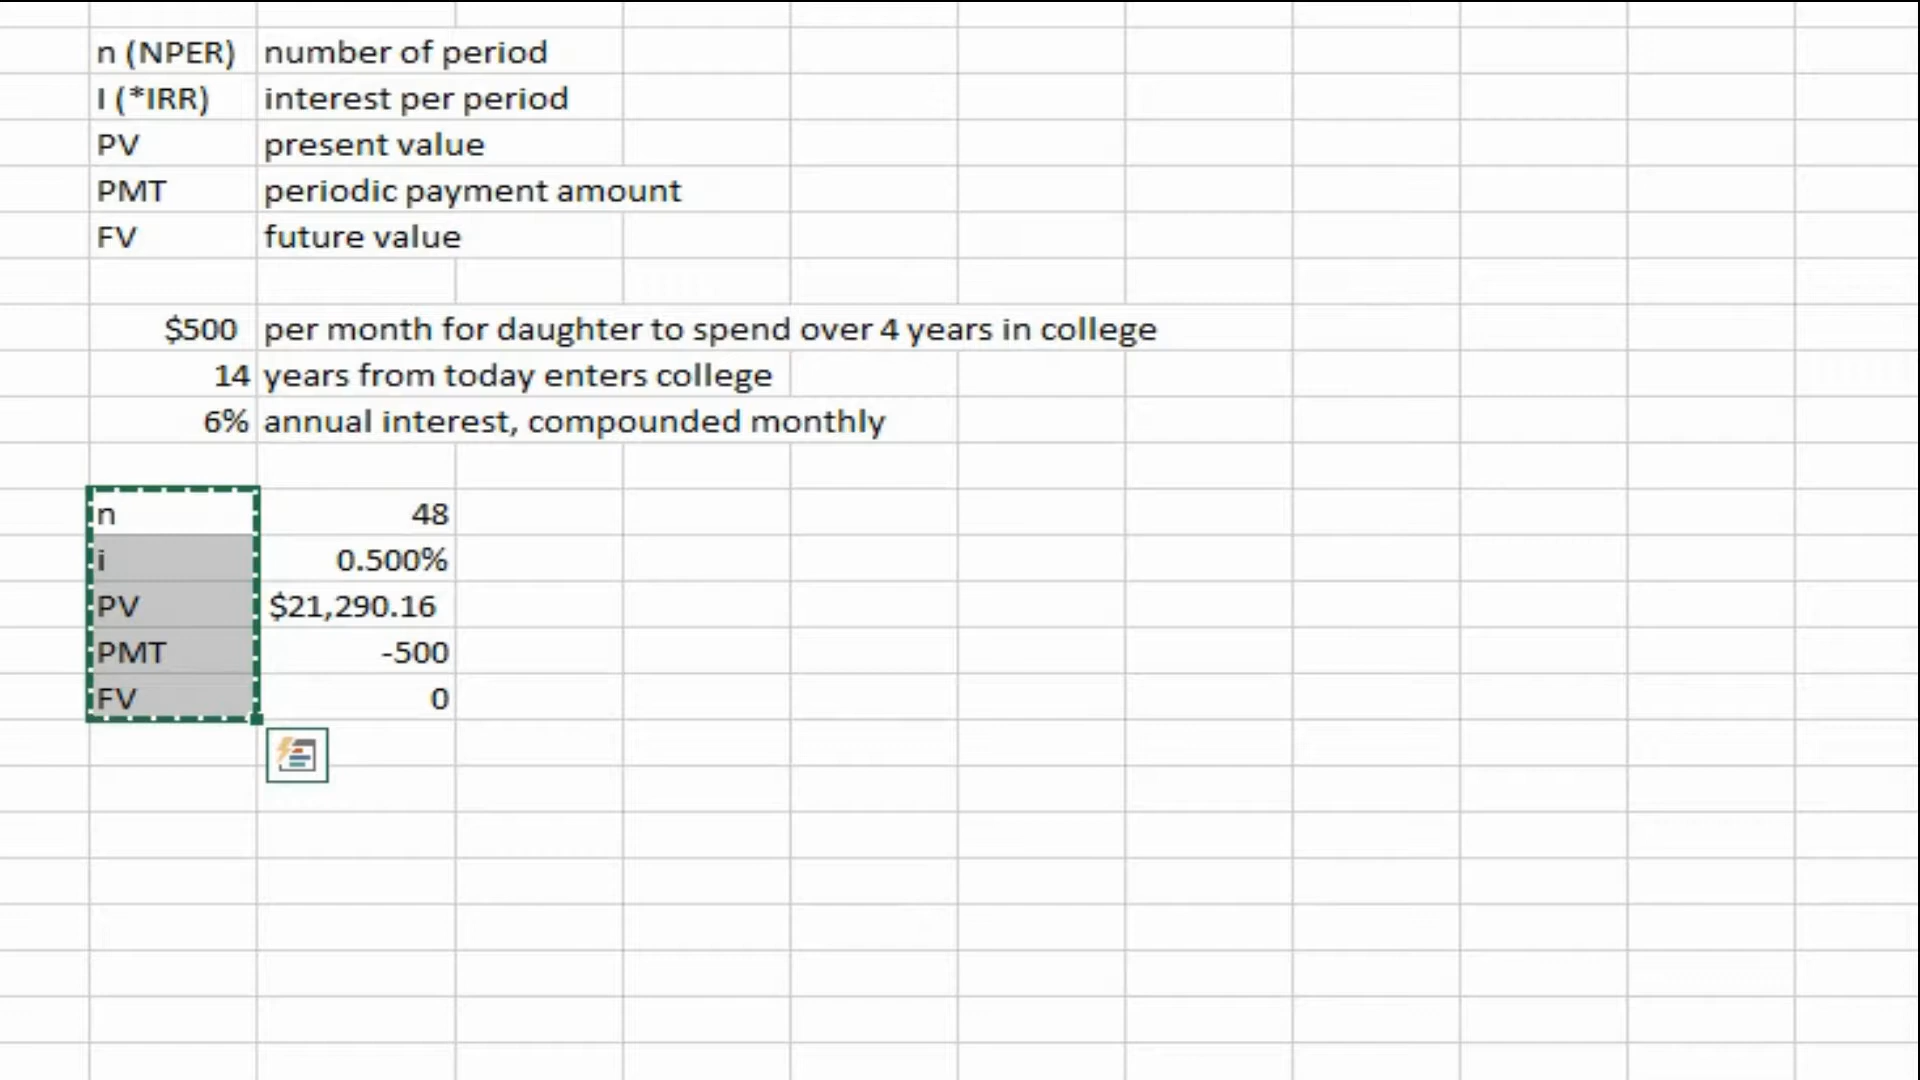 n (NPER) number of period
I (*IRR) interest per period
PV present value
PMT periodic payment amount
FV future value
$500 per month for daughter to spend over 4 years in college
14 years from today enters college
6% annual interest, compounded monthly
n 48
i 0.500%
PV $21,290.16
PMT -500
FV 0